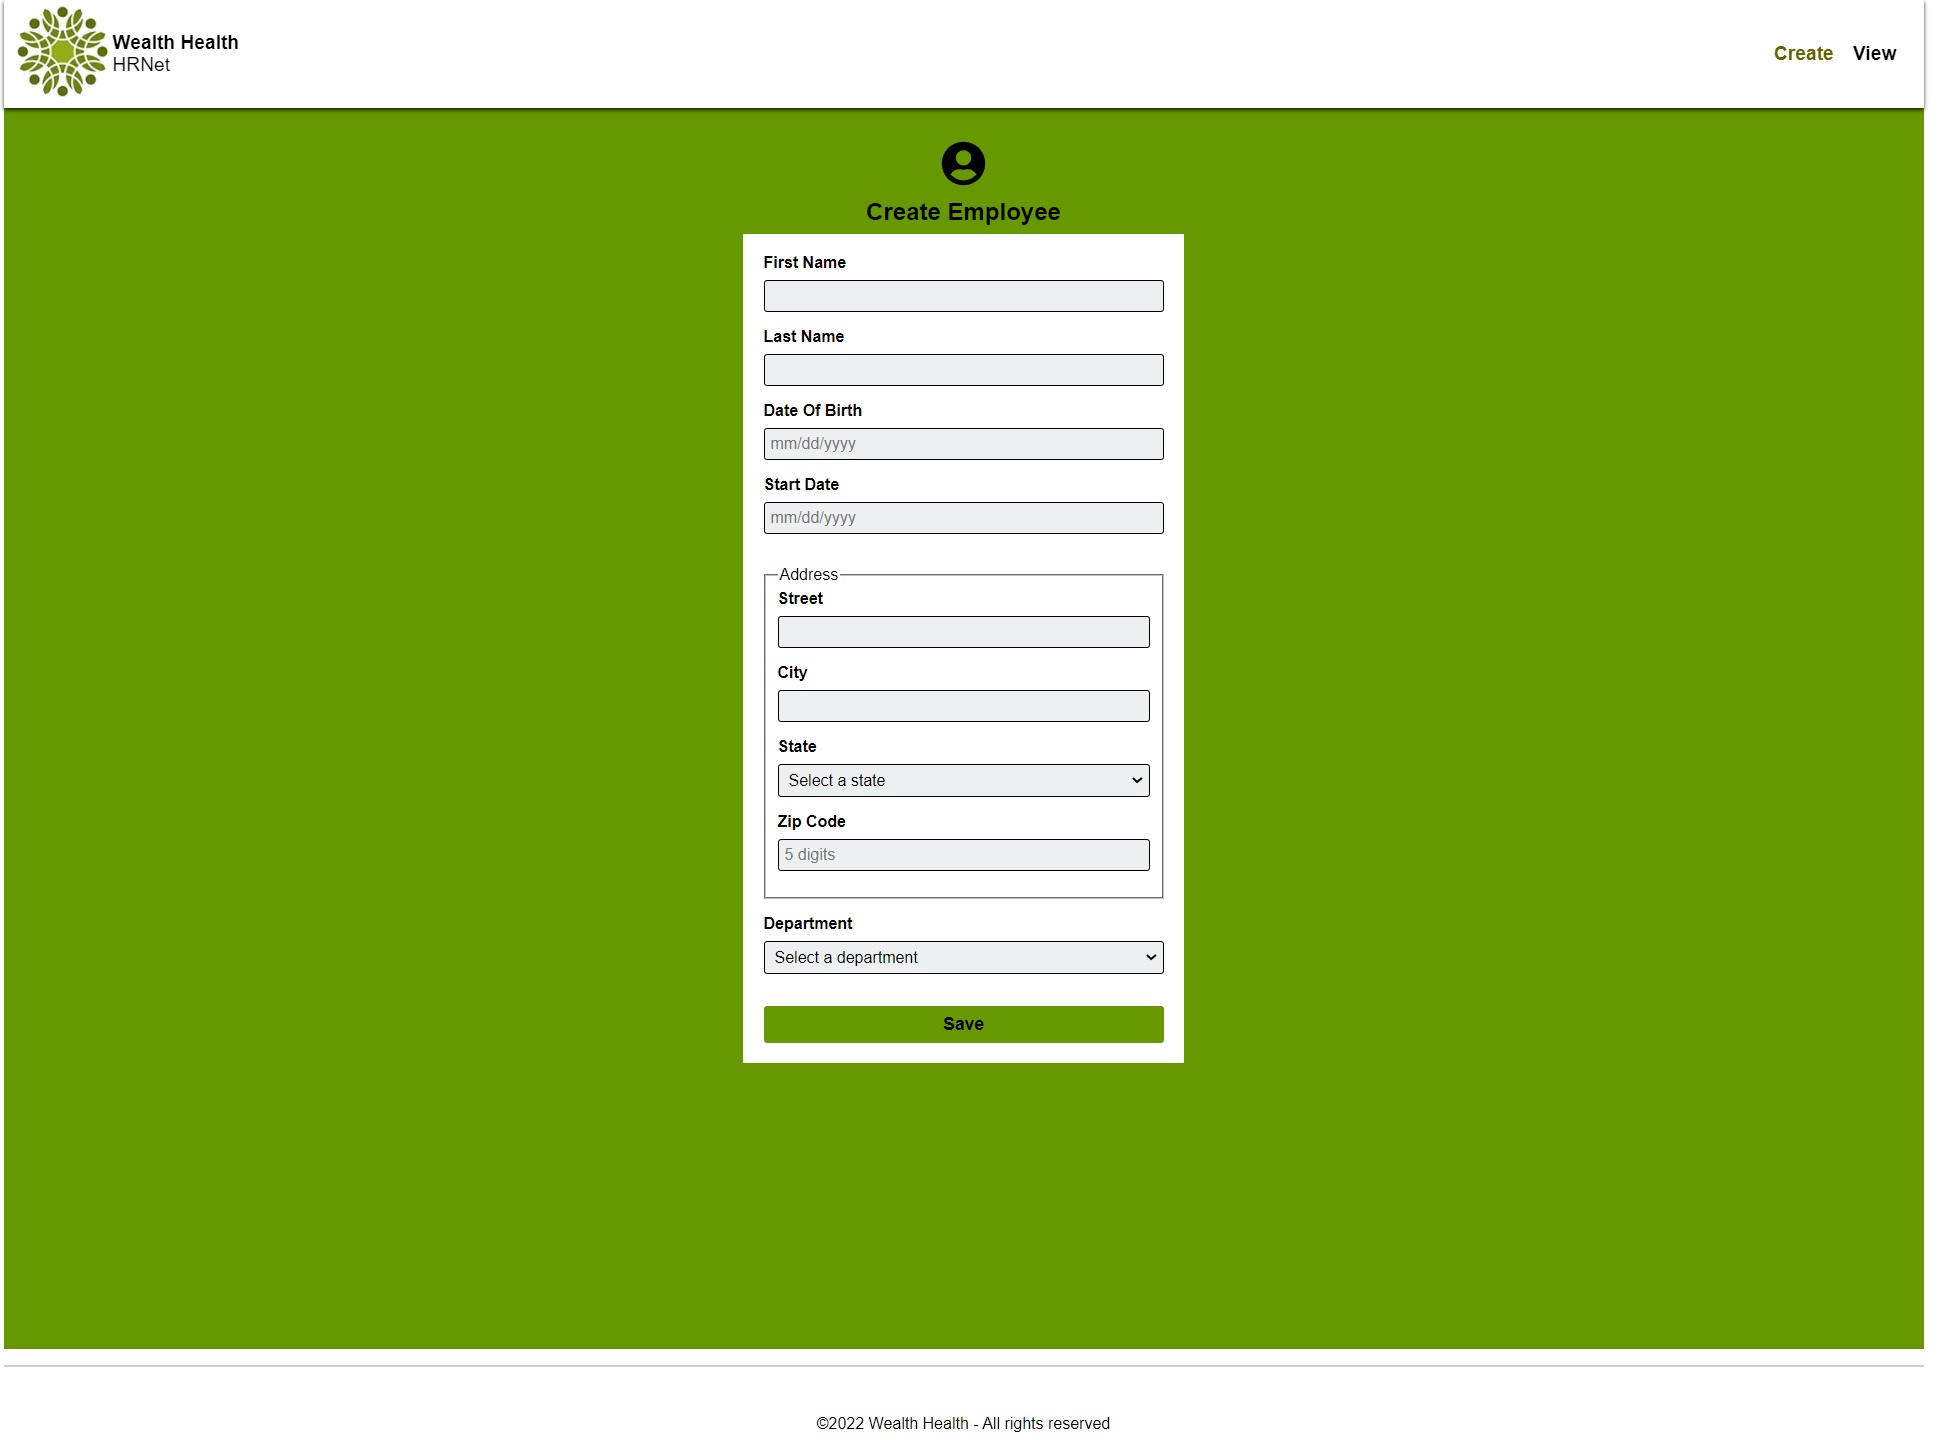 Wealth Health
HRNet
Create View
Create Employee
First Name
Last Name
Date Of Birth
mm/dd/yyyy
Start Date
mm/dd/yyyy
Address
Street
City
State
Select a state
Zip Code
5 digits
Department
Select a department
Save
©2022 Wealth Health - All rights reserved